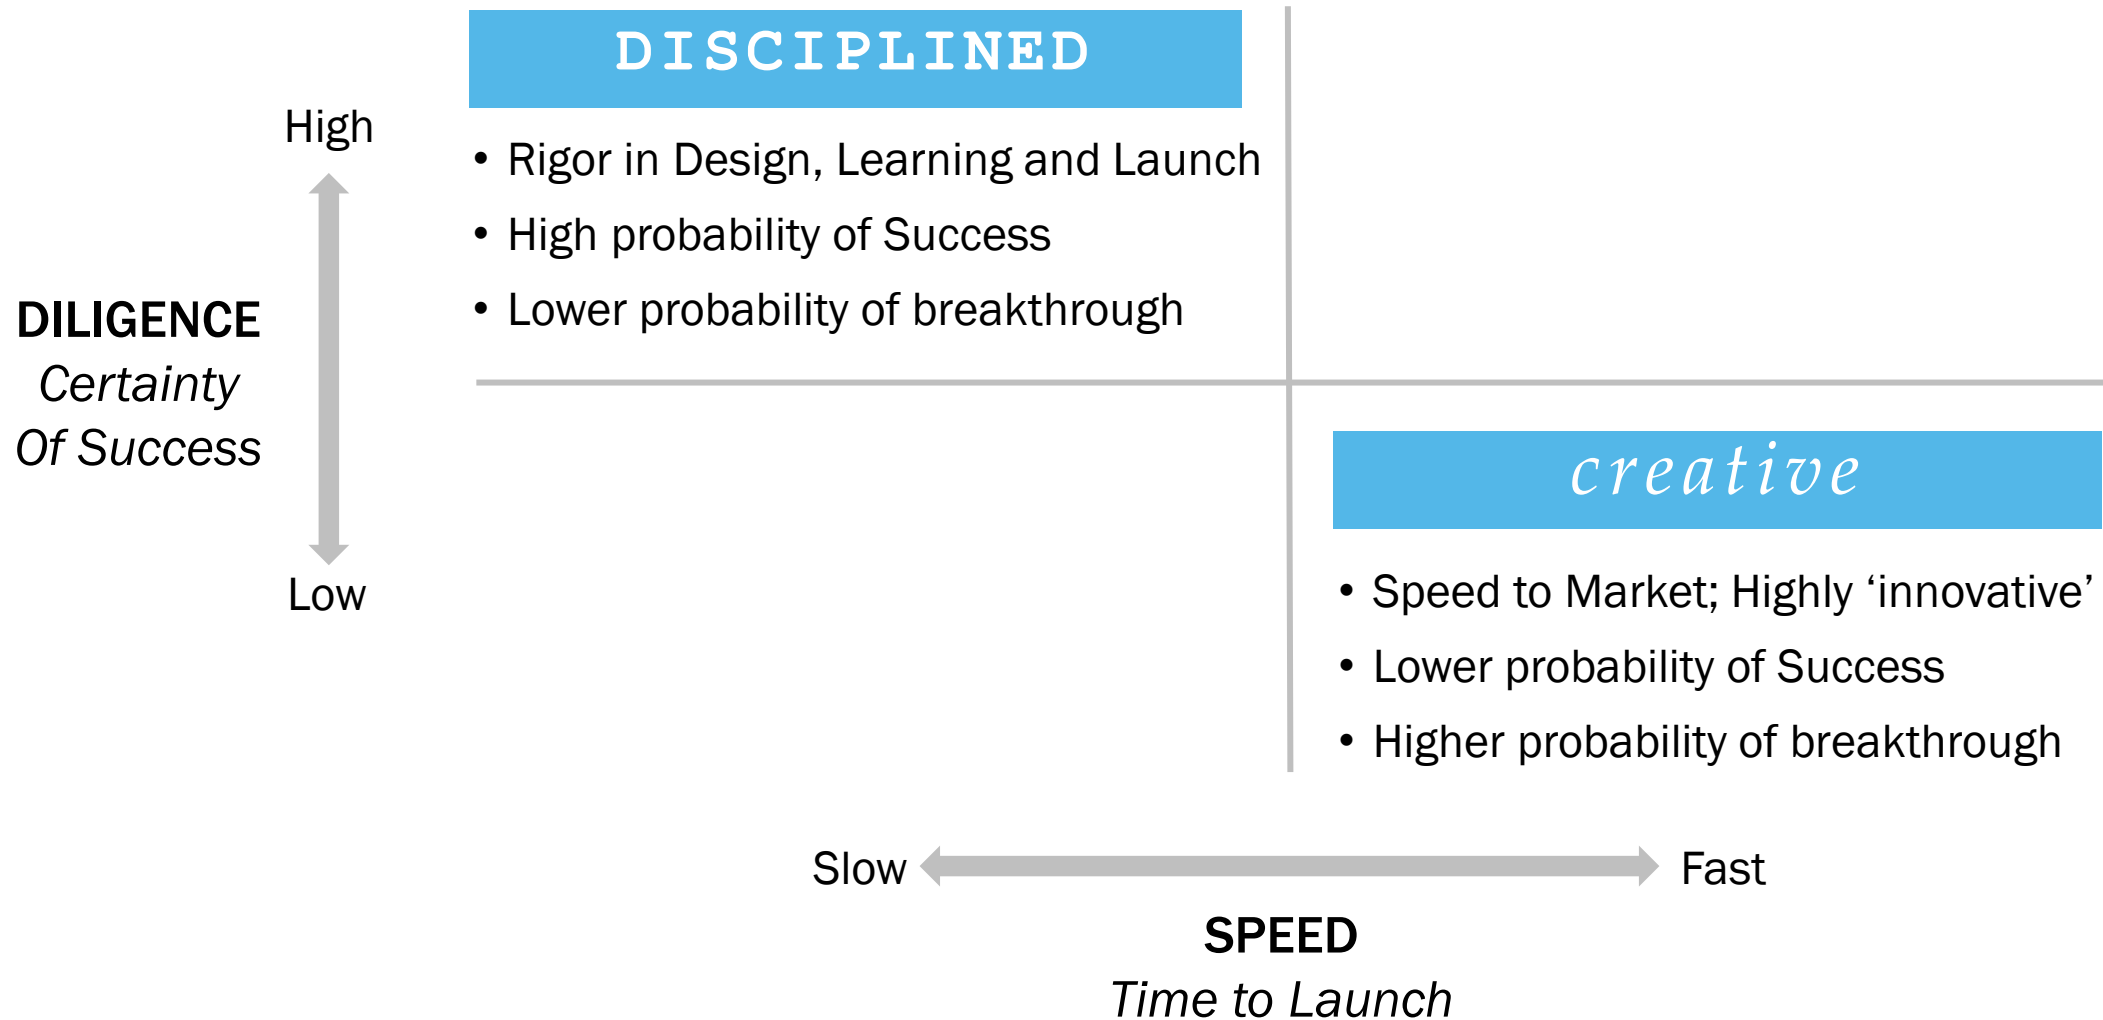 DISCIPLINED
High
• Rigor in Design, Learning and Launch
• High probability of Success
• Lower probability of breakthrough
DILIGENCE
Certainty
Of Success
Low
creative
• Speed to Market; Highly ‘innovative’
• Lower probability of Success
• Higher probability of breakthrough
Slow
Fast
SPEED
Time to Launch